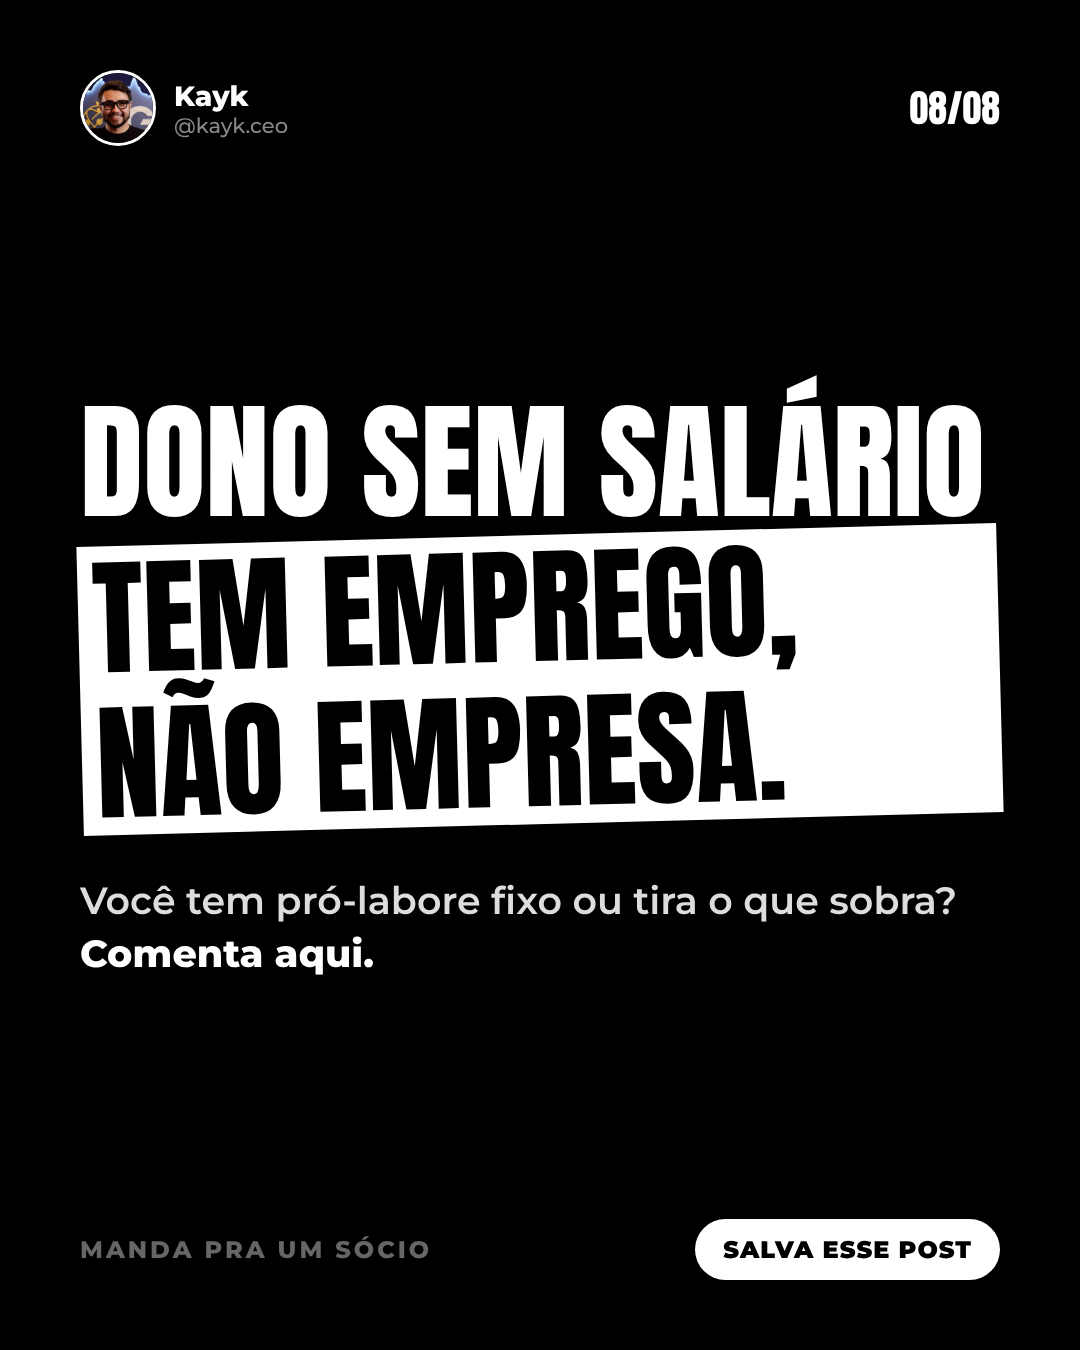 Kayk
@kayk.ceo
08/08
DONO SEM SALÁRIO
TEM EMPREGO,
NÃO EMPRESA.
Você tem pró-labore fixo ou tira o que sobra?
Comenta aqui.
MANDA PRA UM SÓCIO
SALVA ESSE POST